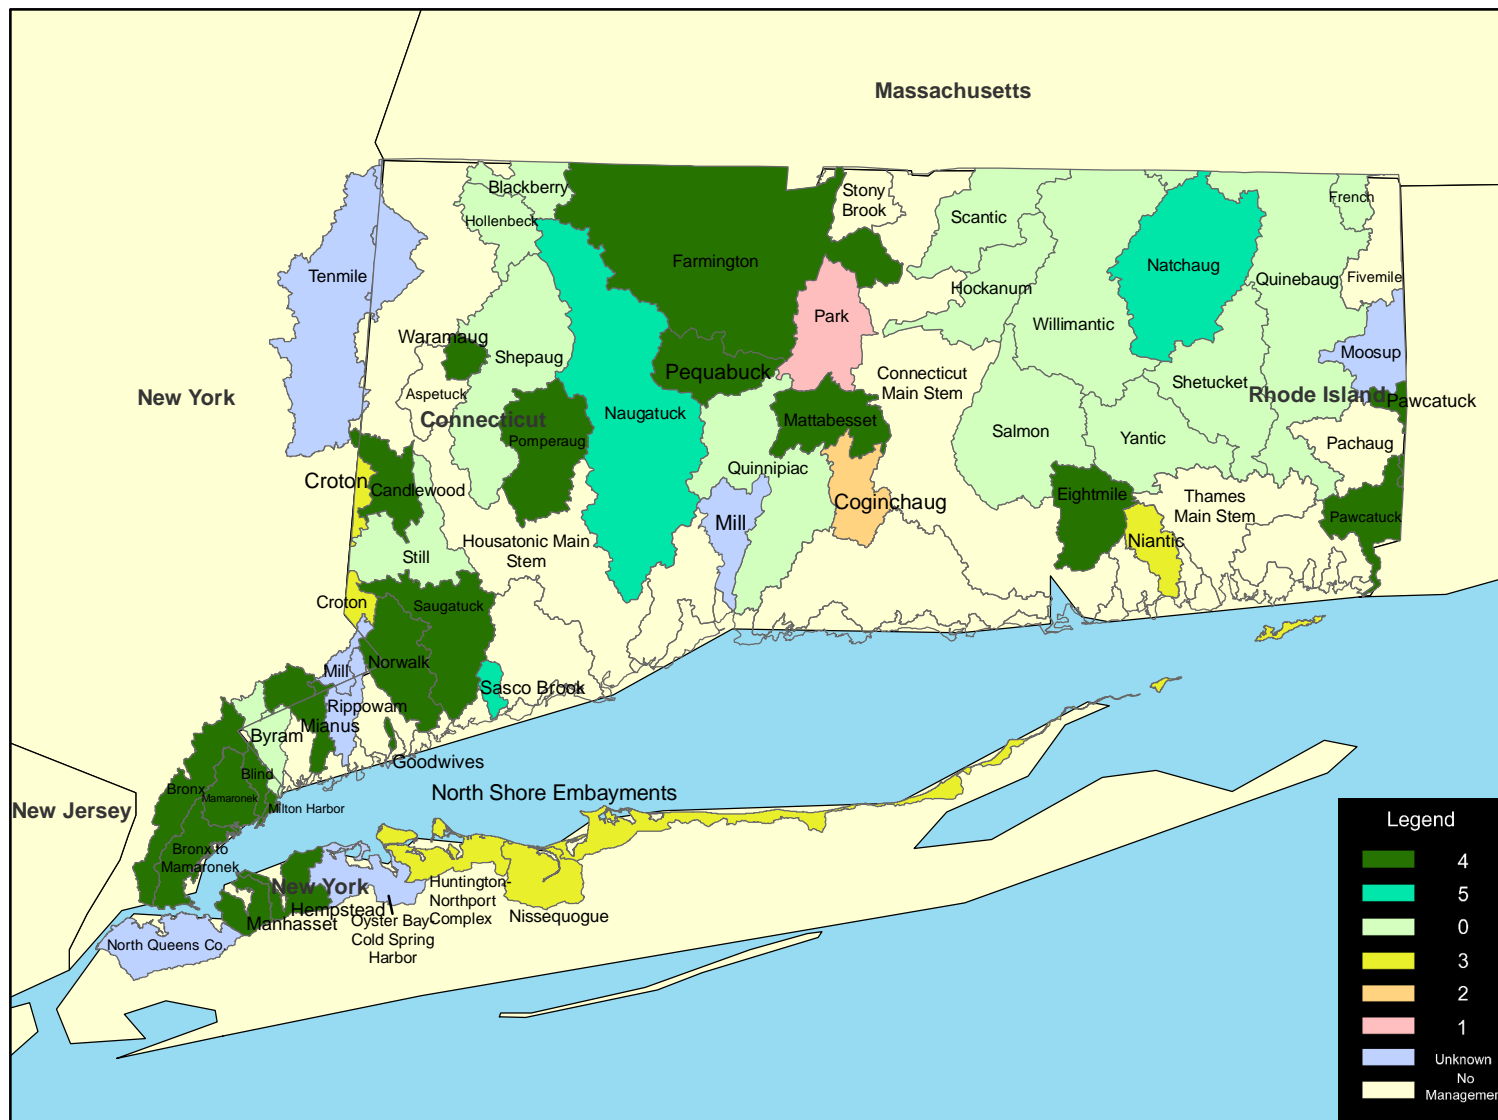 Massachusetts
Blackberry
Stony
Brook
French
Hollenbeck
Scantic
Farmington
Natchaug
Tenmile
Quinebaug
Fivemile
Hockanum
Park
Willimantic
Waramaug
Shepaug
Moosup
Pequabuck
Connecticut
Main Stem
Shetucket
New York
Aspetuck
Rhode Island
Pawcatuck
Naugatuck
Connecticut
Mattabesset
Pomperaug
Salmon
Yantic
Pachaug
Quinnipiac
Croton
Candlewood
Eightmile
Thames
Main Stem
Coginchaug
Mill
Pawcatuck
Housatonic Main
Stem
Niantic
Still
Croton
Saugatuck
Norwalk
Mill
Sasco Brook
Rippowam
Mianus
Byram
Goodwives
Blind
Bronx
Mamaronek
Milton Harbor
North Shore Embayments
New Jersey
Bronx to
Mamaronek
New York
Hempstead
Manhasset
Huntington-
Northport
Complex
Nissequogue
Oyster Bay
Cold Spring
Harbor
North Queens Co.
Legend
4
5
0
3
2
1
Unknown
No
Managemen